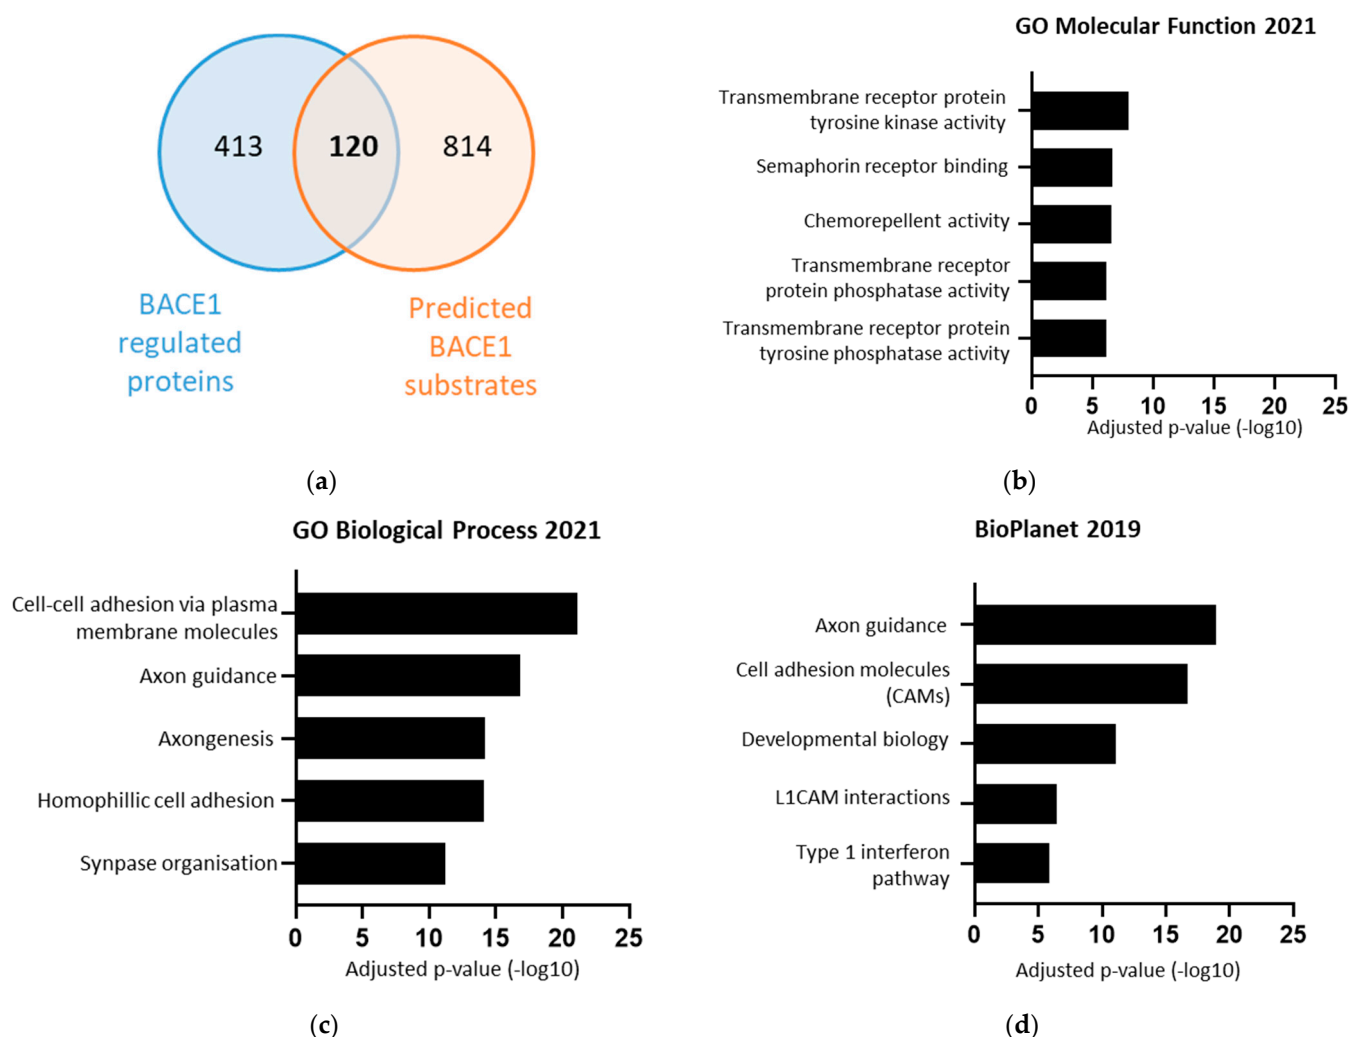 413
120
814
BACE1
regulated
proteins
Predicted
BACE1
substrates
(a)
GO Molecular Function 2021
Transmembrane receptor protein
tyrosine kinase activity
Semaphorin receptor binding
Chemorepellent activity
Transmembrane receptor
protein phosphatase activity
Transmembrane receptor protein
tyrosine phosphatase activity
0 5 10 15 20 25
Adjusted p-value (-log10)
(b)
GO Biological Process 2021
Cell-cell adhesion via plasma
membrane molecules
Axon guidance
Axongenesis
Homophillic cell adhesion
Synpase organisation
0 5 10 15 20 25
Adjusted p-value (-log10)
(c)
BioPlanet 2019
Axon guidance
Cell adhesion molecules
(CAMs)
Developmental biology
L1CAM interactions
Type 1 interferon
pathway
0 5 10 15 20 25
Adjusted p-value (-log10)
(d)